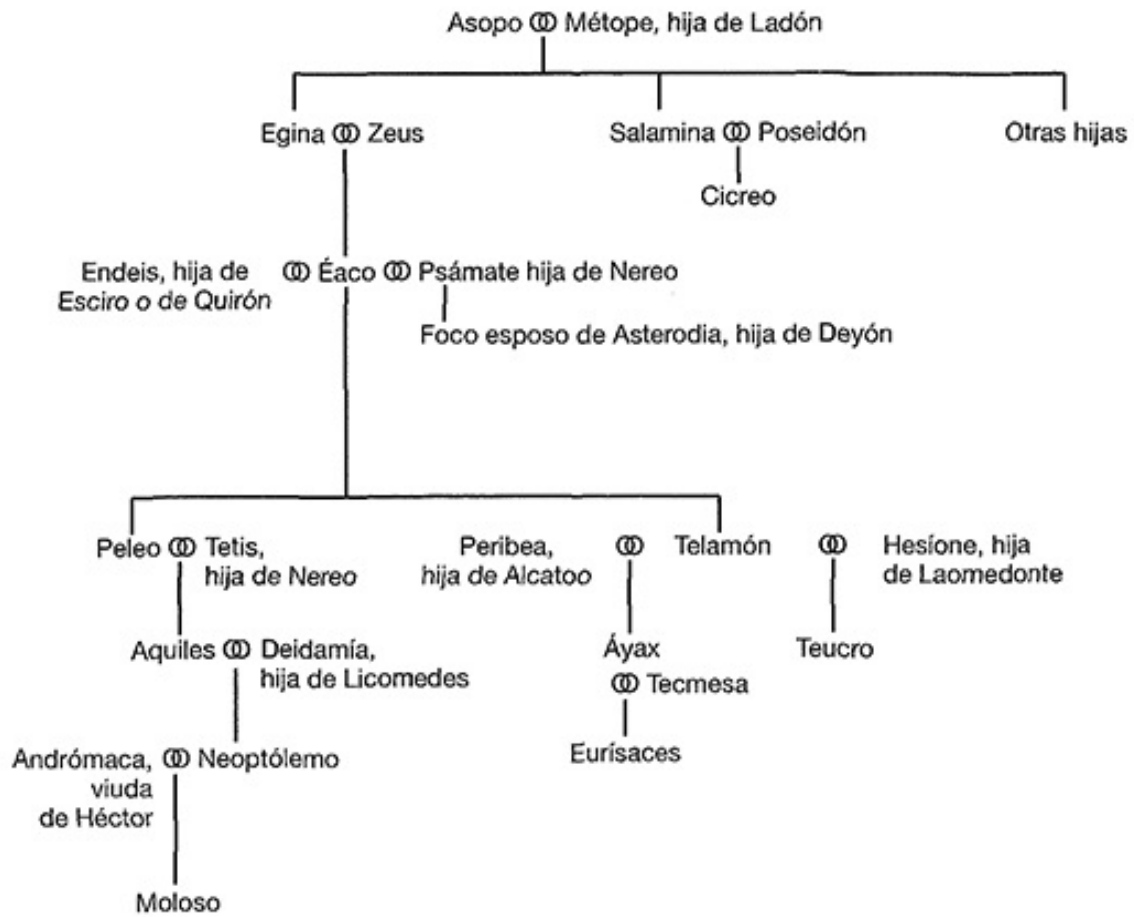 Asopo ⚭ Métope, hija de Ladón
Egina ⚭ Zeus
Salamina ⚭ Poseidón
Otras hijas
Cicreo
Endeis, hija de
Esciro o de Quirón
⚭ Éaco ⚭ Psámate hija de Nereo
Foco esposo de Asterodia, hija de Deyón
Peleo ⚭ Tetis,
hija de Nereo
Peribea,
hija de Alcatoo
⚭ Telamón ⚭
Hesíone, hija
de Laomedonte
Aquiles ⚭ Deidamía,
hija de Licomedes
Áyax
⚭ Tecmesa
Teucro
Eurísaces
Andrómaca,
viuda
de Héctor
⚭ Neoptólemo
Moloso